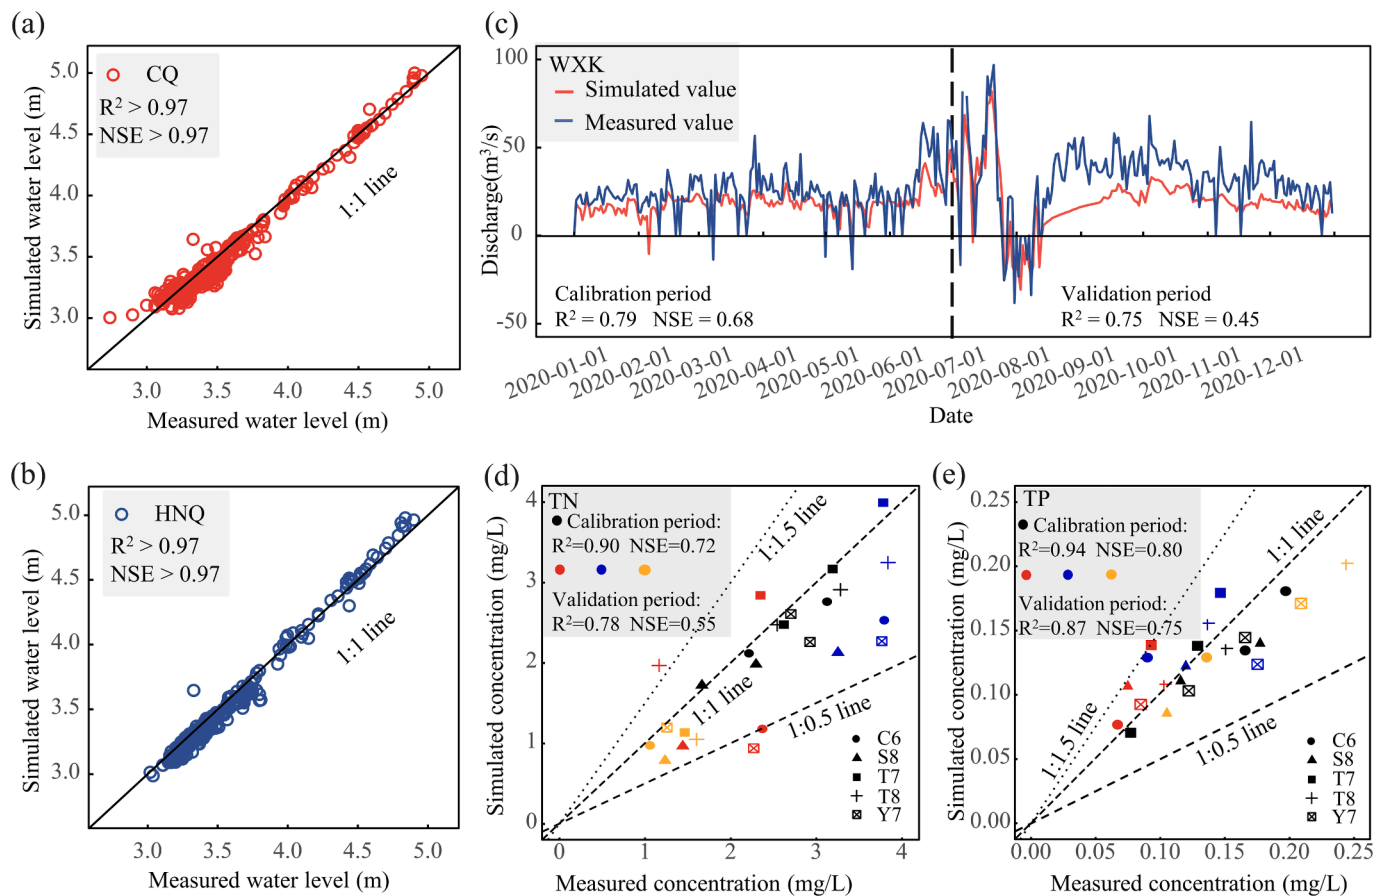 (a)
5.0
4.5
4.0
3.5
3.0
Simulated water level (m)
CQ
R² > 0.97
NSE > 0.97
1:1 line
3.0 3.5 4.0 4.5 5.0
Measured water level (m)
(b)
5.0
4.5
4.0
3.5
3.0
Simulated water level (m)
HNQ
R² > 0.97
NSE > 0.97
1:1 line
3.0 3.5 4.0 4.5 5.0
Measured water level (m)
(c)
100
50
0
-50
Discharge(m³/s)
WXK
Simulated value
Measured value
Calibration period
R² = 0.79 NSE = 0.68
Validation period
R² = 0.75 NSE = 0.45
2020-01-01 2020-02-01 2020-03-01 2020-04-01 2020-05-01 2020-06-01 2020-07-01 2020-08-01 2020-09-01 2020-10-01 2020-11-01 2020-12-01
Date
(d)
4
3
2
1
0
Simulated concentration (mg/L)
TN
Calibration period:
R²=0.90 NSE=0.72
Validation period:
R²=0.78 NSE=0.55
1:1.5 line
1:1 line
1:0.5 line
C6
S8
T7
T8
Y7
0 1 2 3 4
Measured concentration (mg/L)
(e)
0.25
0.20
0.15
0.10
0.05
0.00
Simulated concentration (mg/L)
TP
Calibration period:
R²=0.94 NSE=0.80
Validation period:
R²=0.87 NSE=0.75
1:1 line
1:1.5 line
1:0.5 line
C6
S8
T7
T8
Y7
0.00 0.05 0.10 0.15 0.20 0.25
Measured concentration (mg/L)